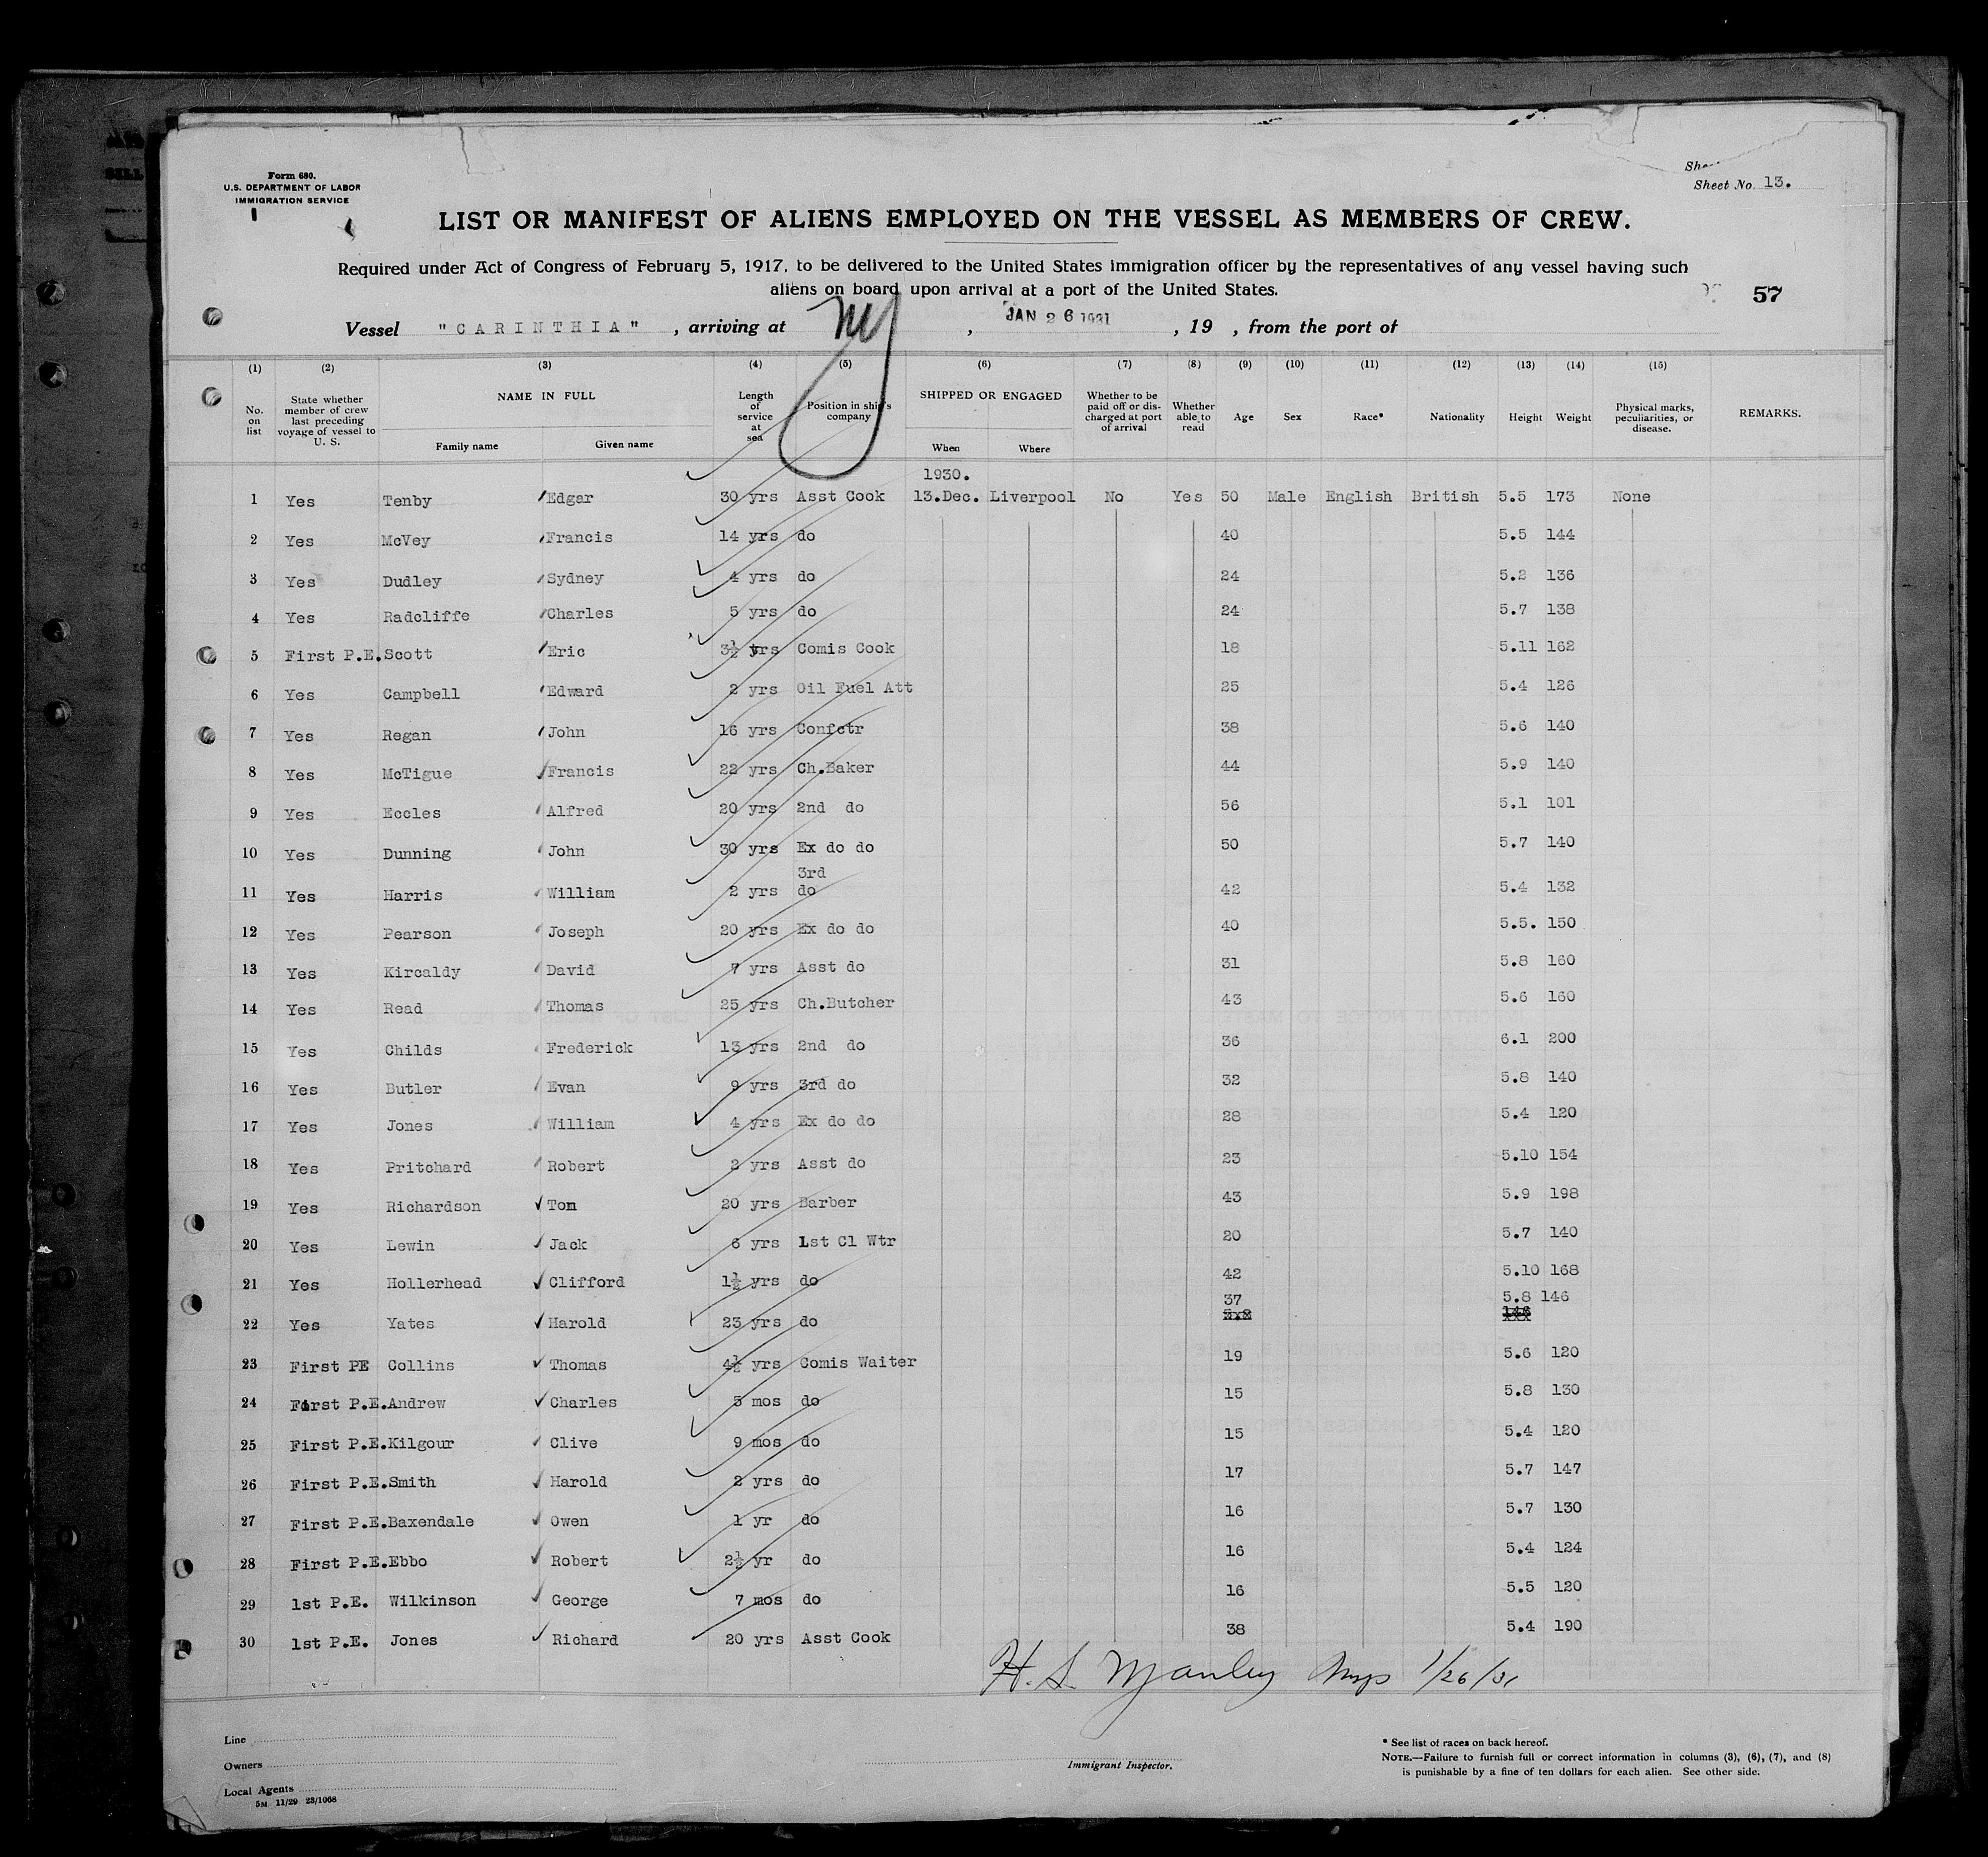 Form 680.
U.S. DEPARTMENT OF LABOR
IMMIGRATION SERVICE
Sheet No. 13.
LIST OR MANIFEST OF ALIENS EMPLOYED ON THE VESSEL AS MEMBERS OF CREW.
Required under Act of Congress of February 5, 1917, to be delivered to the United States immigration officer by the representatives of any vessel having such
aliens on board upon arrival at a port of the United States.
57
Vessel "CARINTHIA", arriving at NY, JAN 26 1931, 19 , from the port of
(1) (2) (3) (4) (5) (6) (7) (8) (9) (10) (11) (12) (13) (14) (15)
No. on list State whether member of crew last preceding voyage of vessel to U. S. NAME IN FULL Family name Given name Length of service at sea Position in ship's company SHIPPED OR ENGAGED When Where Whether to be paid off or discharged at port of arrival Whether able to read Age Sex Race* Nationality Height Weight Physical marks, peculiarities, or disease. REMARKS.
1930.
1 Yes Tenby Edgar 30 yrs Asst Cook 13.Dec. Liverpool No Yes 50 Male English British 5.5 173 None
2 Yes McVey Francis 14 yrs do 40 5.5 144
3 Yes Dudley Sydney 4 yrs do 24 5.2 136
4 Yes Radcliffe Charles 5 yrs do 24 5.7 138
5 First P.E. Scott Eric 3½ yrs Comis Cook 18 5.11 162
6 Yes Campbell Edward 2 yrs Oil Fuel Att 25 5.4 126
7 Yes Regan John 16 yrs Confctr 38 5.6 140
8 Yes McTigue Francis 22 yrs Ch.Baker 44 5.9 140
9 Yes Eccles Alfred 20 yrs 2nd do 56 5.1 101
10 Yes Dunning John 30 yrs Ex do do 50 5.7 140
3rd
11 Yes Harris William 2 yrs do 42 5.4 132
12 Yes Pearson Joseph 20 yrs Ex do do 40 5.5. 150
13 Yes Kircaldy David 7 yrs Asst do 31 5.8 160
14 Yes Read Thomas 25 yrs Ch.Butcher 43 5.6 160
15 Yes Childs Frederick 13 yrs 2nd do 36 6.1 200
16 Yes Butler Evan 9 yrs 3rd do 32 5.8 140
17 Yes Jones William 4 yrs Ex do do 28 5.4 120
18 Yes Pritchard Robert 2 yrs Asst do 23 5.10 154
19 Yes Richardson Tom 20 yrs Barber 43 5.9 198
20 Yes Lewin Jack 6 yrs 1st Cl Wtr 20 5.7 140
21 Yes Hollerhead Clifford 1½ yrs do 42 5.10 168
22 Yes Yates Harold 23 yrs do 37 5.8 146
23 First PE Collins Thomas 4½ yrs Comis Waiter 19 5.6 120
24 First P.E. Andrew Charles 5 mos do 15 5.8 130
25 First P.E. Kilgour Clive 9 mos do 15 5.4 120
26 First P.E. Smith Harold 2 yrs do 17 5.7 147
27 First P.E. Baxendale Owen 1 yr do 16 5.7 130
28 First P.E. Ebbo Robert 2½ yr do 16 5.4 124
29 1st P.E. Wilkinson George 7 mos do 16 5.5 120
30 1st P.E. Jones Richard 20 yrs Asst Cook 38 5.4 190
H. S. Manley 1/26/31
Line
Owners
Local Agents
5M 11/29 23/1068
Immigrant Inspector.
* See list of races on back hereof.
NOTE.—Failure to furnish full or correct information in columns (3), (6), (7), and (8)
is punishable by a fine of ten dollars for each alien. See other side.